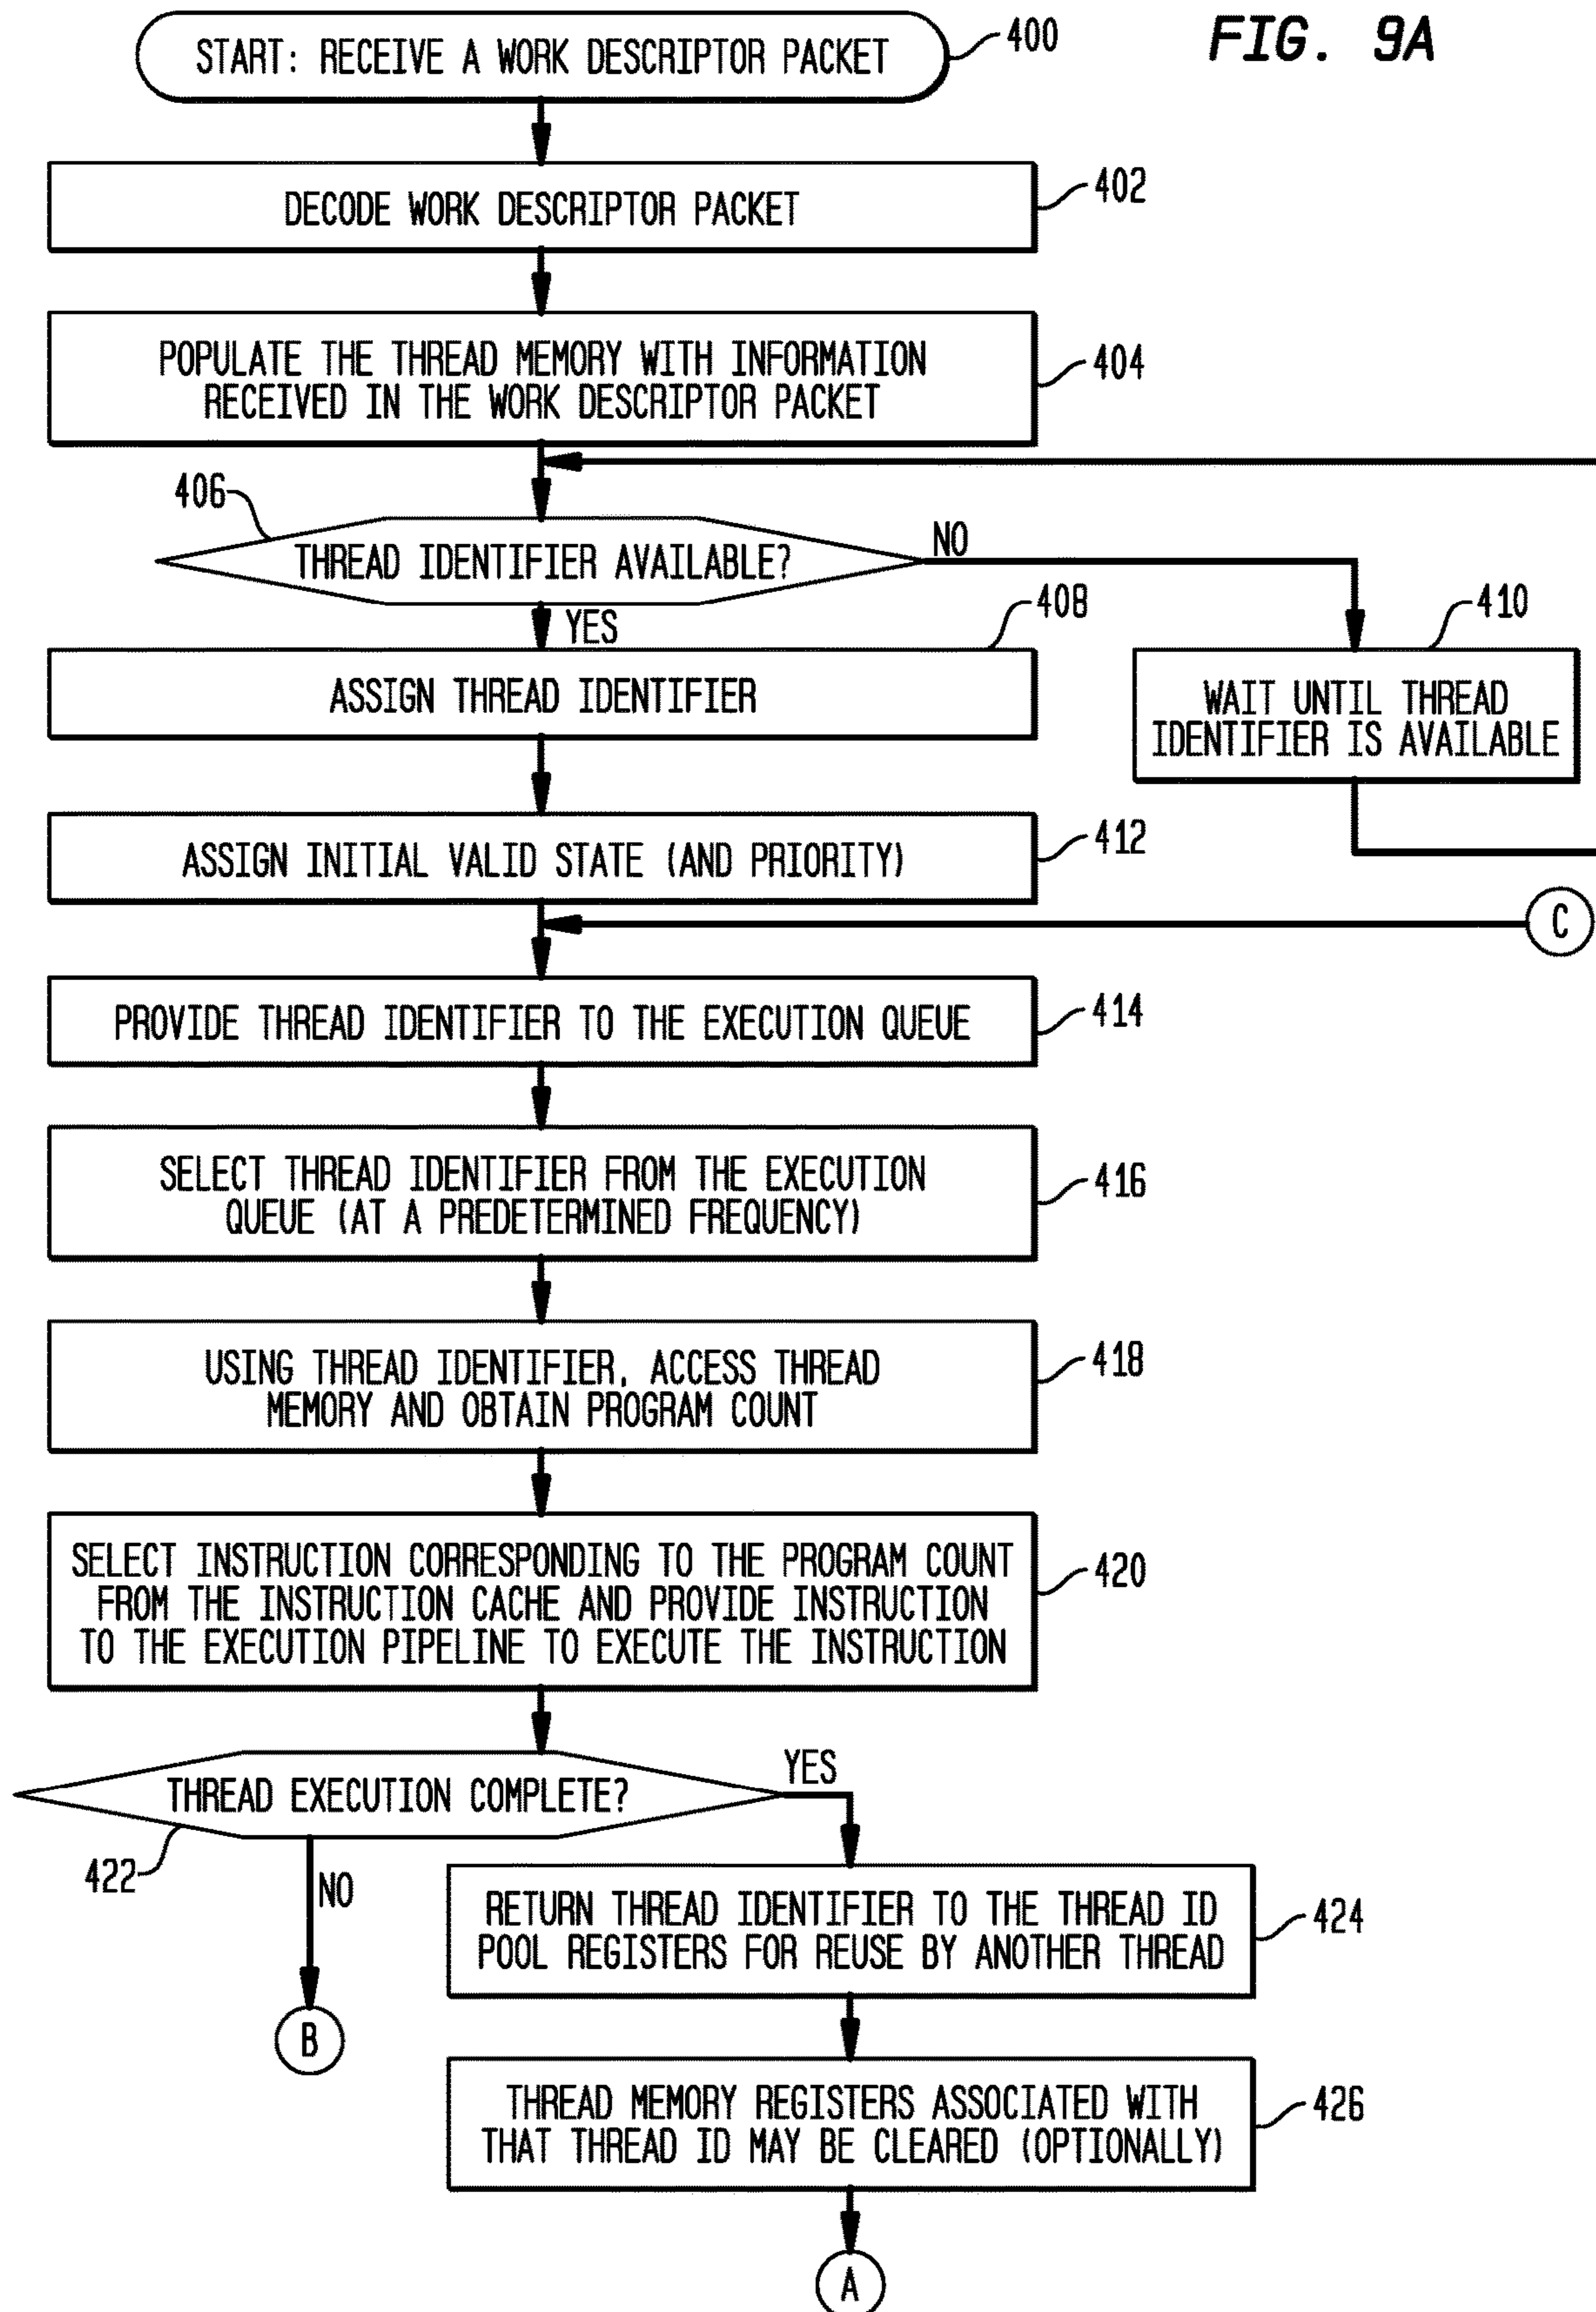 START: RECEIVE A WORK DESCRIPTOR PACKET
400
FIG. 9A
DECODE WORK DESCRIPTOR PACKET
402
POPULATE THE THREAD MEMORY WITH INFORMATION
RECEIVED IN THE WORK DESCRIPTOR PACKET
404
406
THREAD IDENTIFIER AVAILABLE?
NO
YES
408
ASSIGN THREAD IDENTIFIER
410
WAIT UNTIL THREAD
IDENTIFIER IS AVAILABLE
ASSIGN INITIAL VALID STATE (AND PRIORITY)
412
C
PROVIDE THREAD IDENTIFIER TO THE EXECUTION QUEUE
414
SELECT THREAD IDENTIFIER FROM THE EXECUTION
QUEUE (AT A PREDETERMINED FREQUENCY)
416
USING THREAD IDENTIFIER, ACCESS THREAD
MEMORY AND OBTAIN PROGRAM COUNT
418
SELECT INSTRUCTION CORRESPONDING TO THE PROGRAM COUNT
FROM THE INSTRUCTION CACHE AND PROVIDE INSTRUCTION
TO THE EXECUTION PIPELINE TO EXECUTE THE INSTRUCTION
420
THREAD EXECUTION COMPLETE?
YES
422
NO
B
RETURN THREAD IDENTIFIER TO THE THREAD ID
POOL REGISTERS FOR REUSE BY ANOTHER THREAD
424
THREAD MEMORY REGISTERS ASSOCIATED WITH
THAT THREAD ID MAY BE CLEARED (OPTIONALLY)
426
A